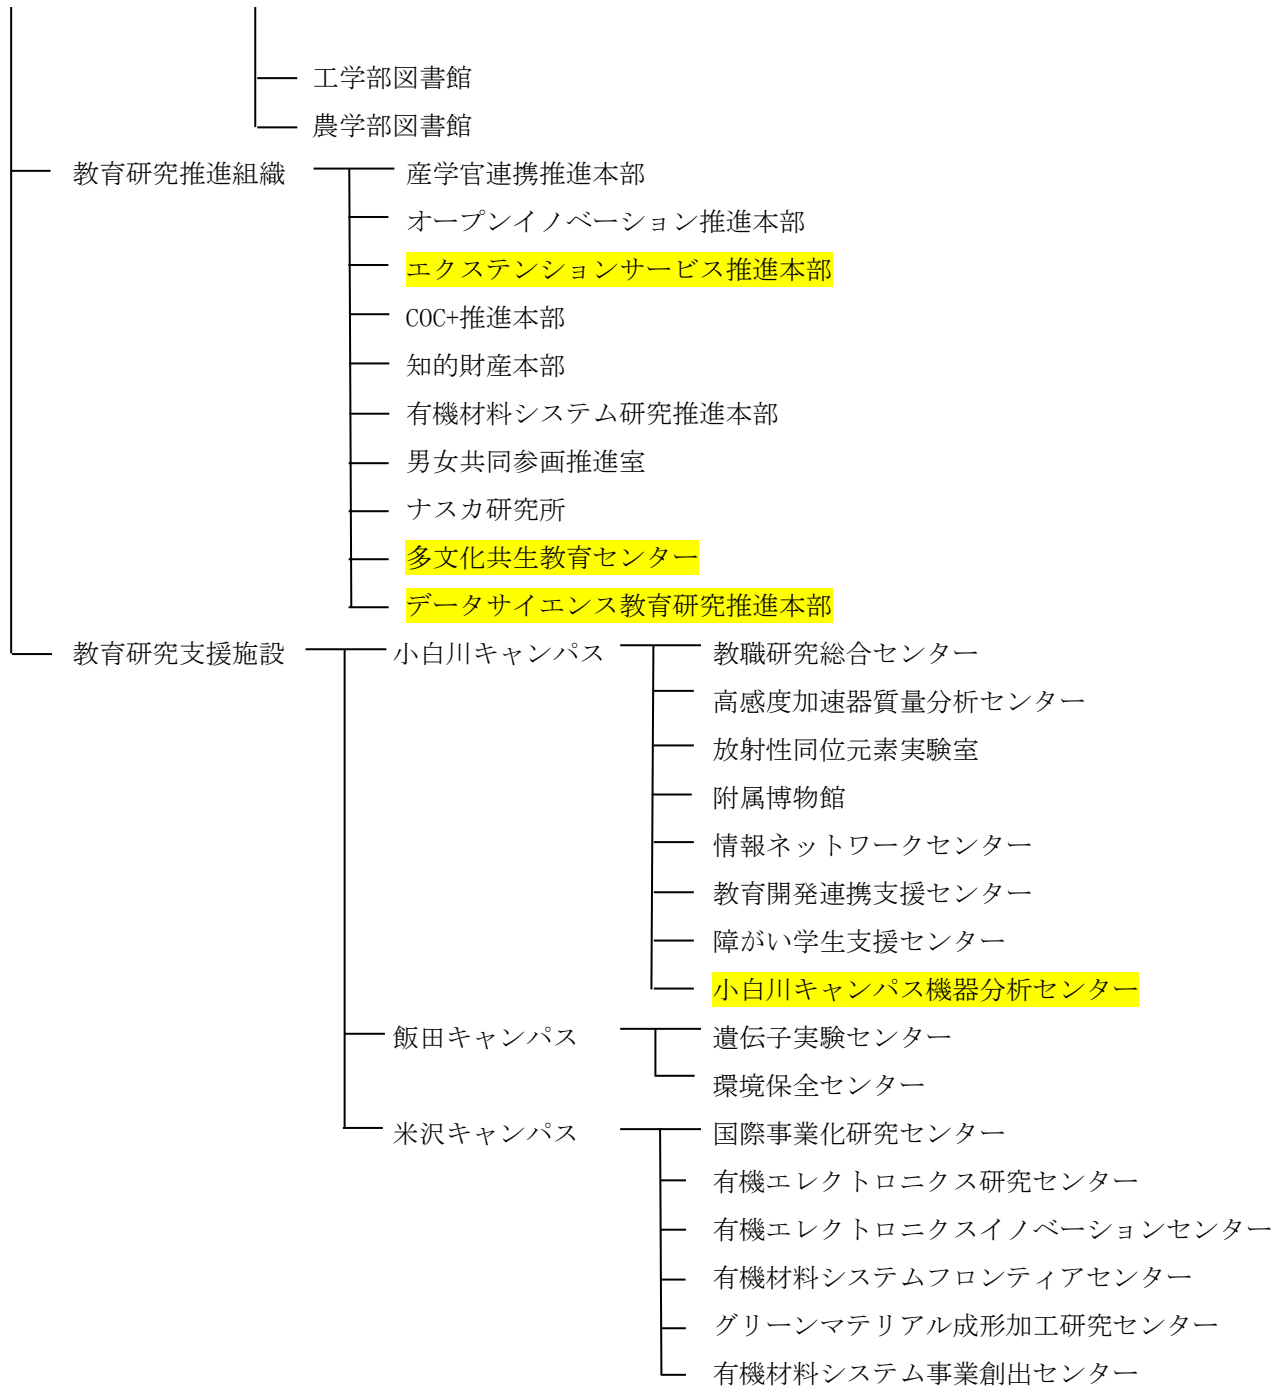 工学部図書館
農学部図書館
教育研究推進組織 産学官連携推進本部
オープンイノベーション推進本部
エクステンションサービス推進本部
COC+推進本部
知的財産本部
有機材料システム研究推進本部
男女共同参画推進室
ナスカ研究所
多文化共生教育センター
データサイエンス教育研究推進本部
教育研究支援施設 小白川キャンパス 教職研究総合センター
高感度加速器質量分析センター
放射性同位元素実験室
附属博物館
情報ネットワークセンター
教育開発連携支援センター
障がい学生支援センター
小白川キャンパス機器分析センター
飯田キャンパス 遺伝子実験センター
環境保全センター
米沢キャンパス 国際事業化研究センター
有機エレクトロニクス研究センター
有機エレクトロニクスイノベーションセンター
有機材料システムフロンティアセンター
グリーンマテリアル成形加工研究センター
有機材料システム事業創出センター